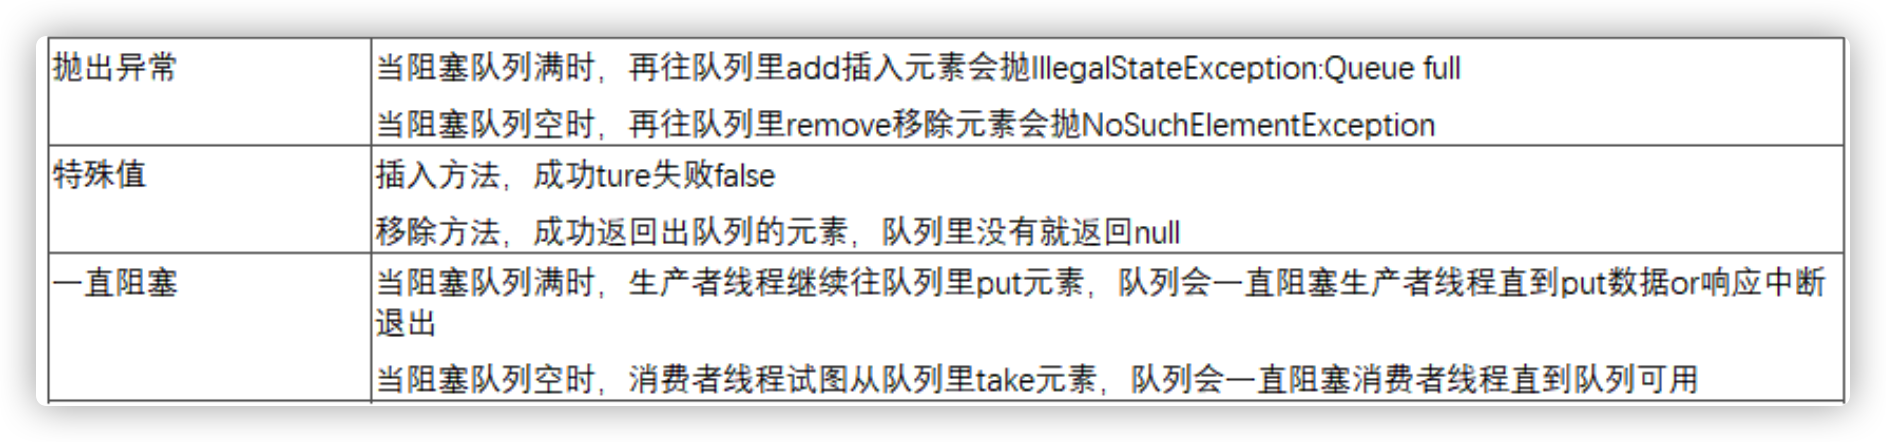 抛出异常
当阻塞队列满时，再往队列里add插入元素会抛IllegalStateException:Queue full
当阻塞队列空时，再往队列里remove移除元素会抛NoSuchElementException
特殊值
插入方法，成功ture失败false
移除方法，成功返回出队列的元素，队列里没有就返回null
一直阻塞
当阻塞队列满时，生产者线程继续往队列里put元素，队列会一直阻塞生产者线程直到put数据or响应中断
退出
当阻塞队列空时，消费者线程试图从队列里take元素，队列会一直阻塞消费者线程直到队列可用